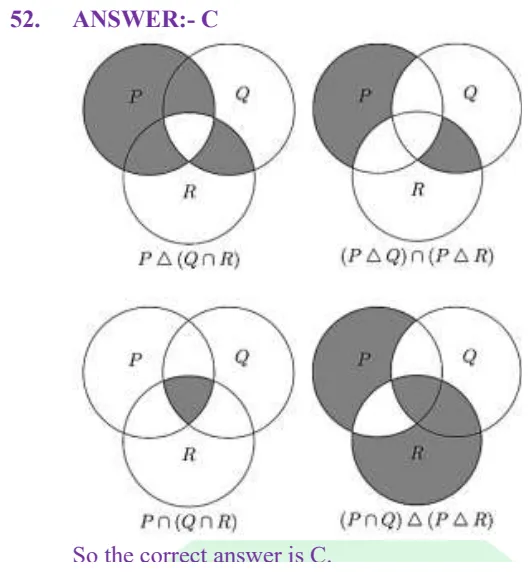 52. ANSWER:- C
P Q P Q
R R
P △ (Q ∩ R) (P △ Q) ∩ (P △ R)
P Q P Q
R R
P ∩ (Q ∩ R) (P ∩ Q) △ (P △ R)
So the correct answer is C.